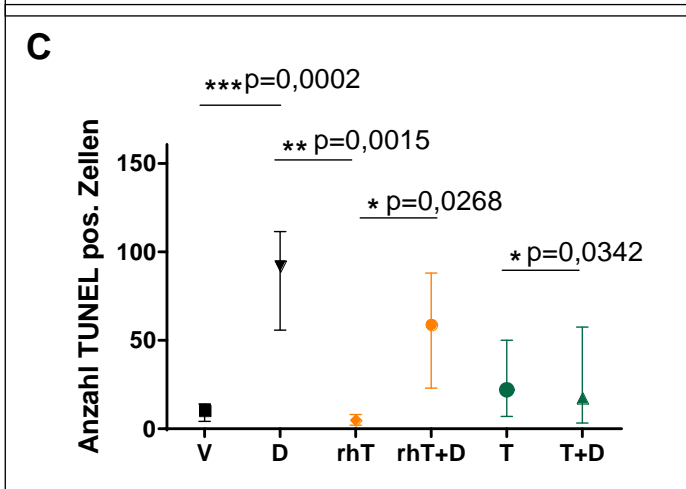 C
***p=0,0002
** p=0,0015
* p=0,0268
* p=0,0342
Anzahl TUNEL pos. Zellen
150
100
50
0
V D rhT rhT+D T T+D